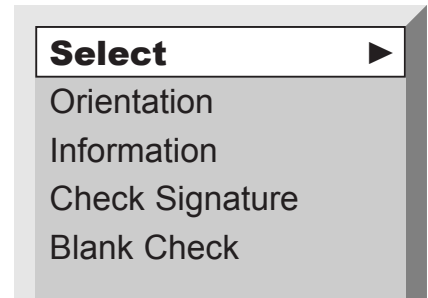 Select
Orientation
Information
Check Signature
Blank Check